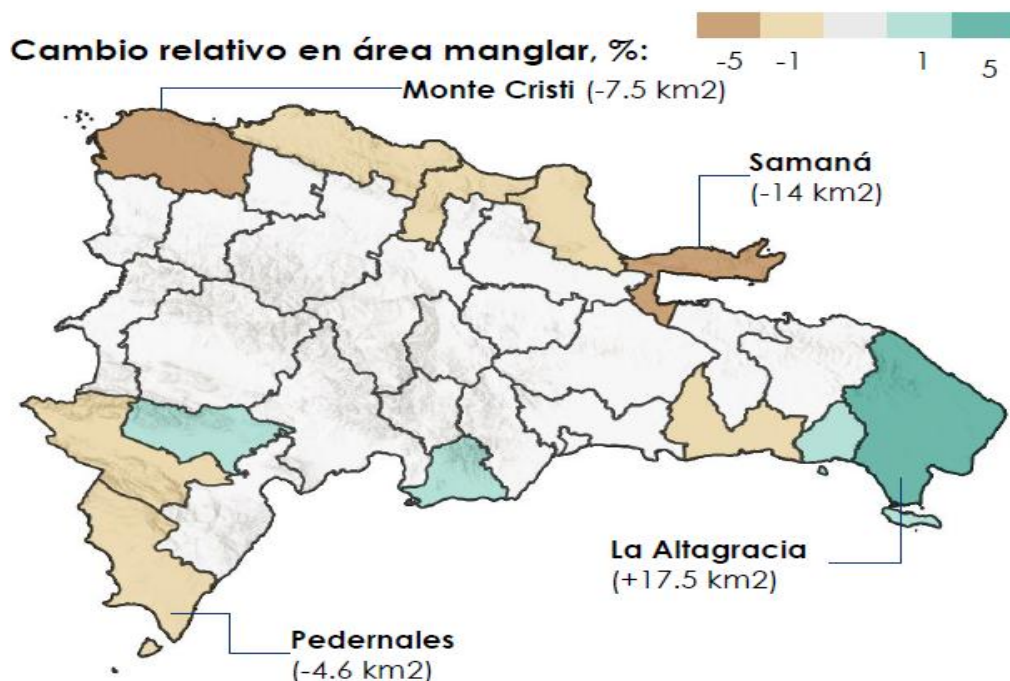 Cambio relativo en área manglar, %:
-5 -1 1 5
Monte Cristi (-7.5 km2)
Samaná
(-14 km2)
La Altagracia
(+17.5 km2)
Pedernales
(-4.6 km2)